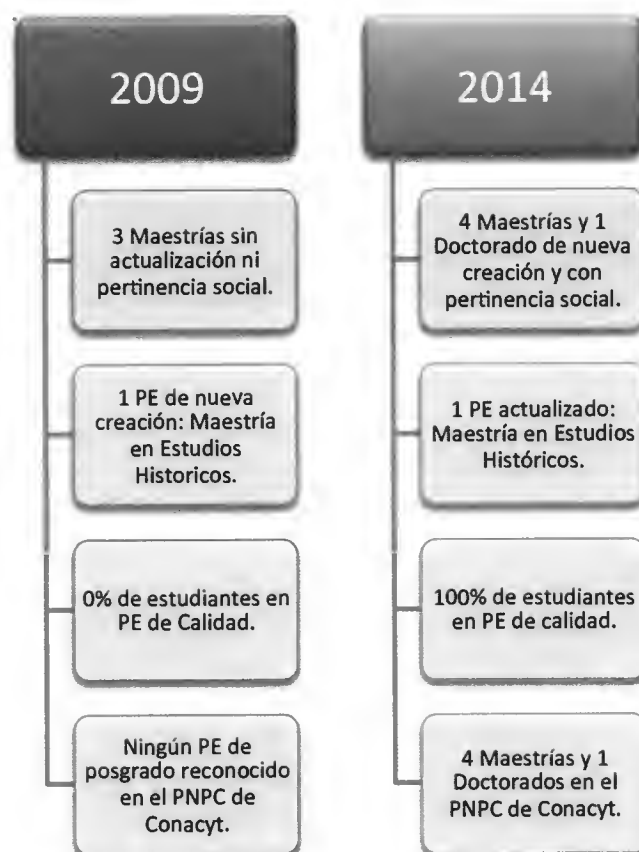 2009
3 Maestrías sin
actualización ni
pertinencia social.
1 PE de nueva
creación: Maestría
en Estudios
Historicos.
0% de estudiantes en
PE de Calidad.
Ningún PE de
posgrado reconocido
en el PNPC de
Conacyt.
2014
4 Maestrías y 1
Doctorado de nueva
creación y con
pertinencia social.
1 PE actualizado:
Maestría en Estudios
Históricos.
100% de estudiantes
en PE de calidad.
4 Maestrías y 1
Doctorados en el
PNPC de Conacyt.